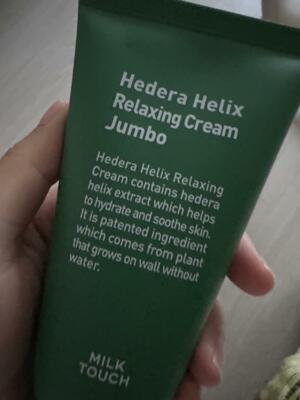 Hedera Helix
Relaxing Cream
Jumbo
Hedera Helix Relaxing
Cream contains hedera
helix extract which helps
to hydrate and soothe skin.
It is patented ingredient
which comes from plant
that grows on wall without
water.
MILK
TOUCH